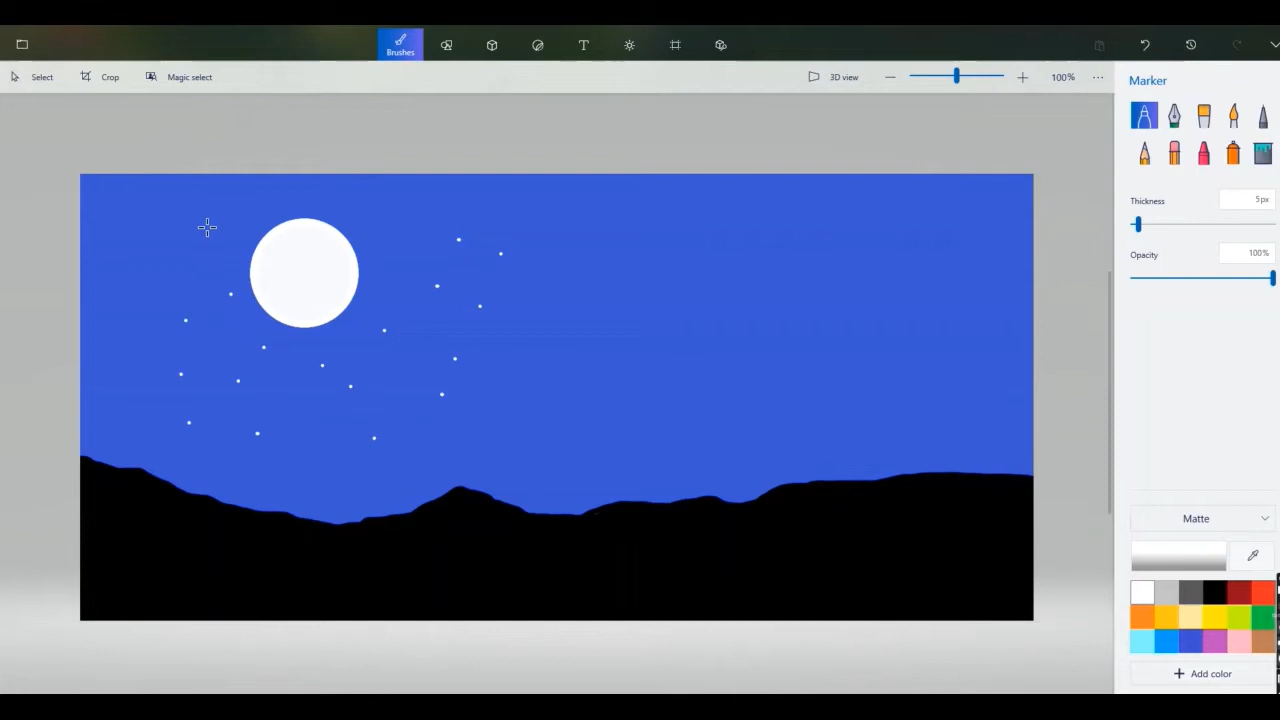 Brushes
Select
Crop
Magic select
3D view
100%
Marker
Thickness
5px
Opacity
100%
Matte
Add color